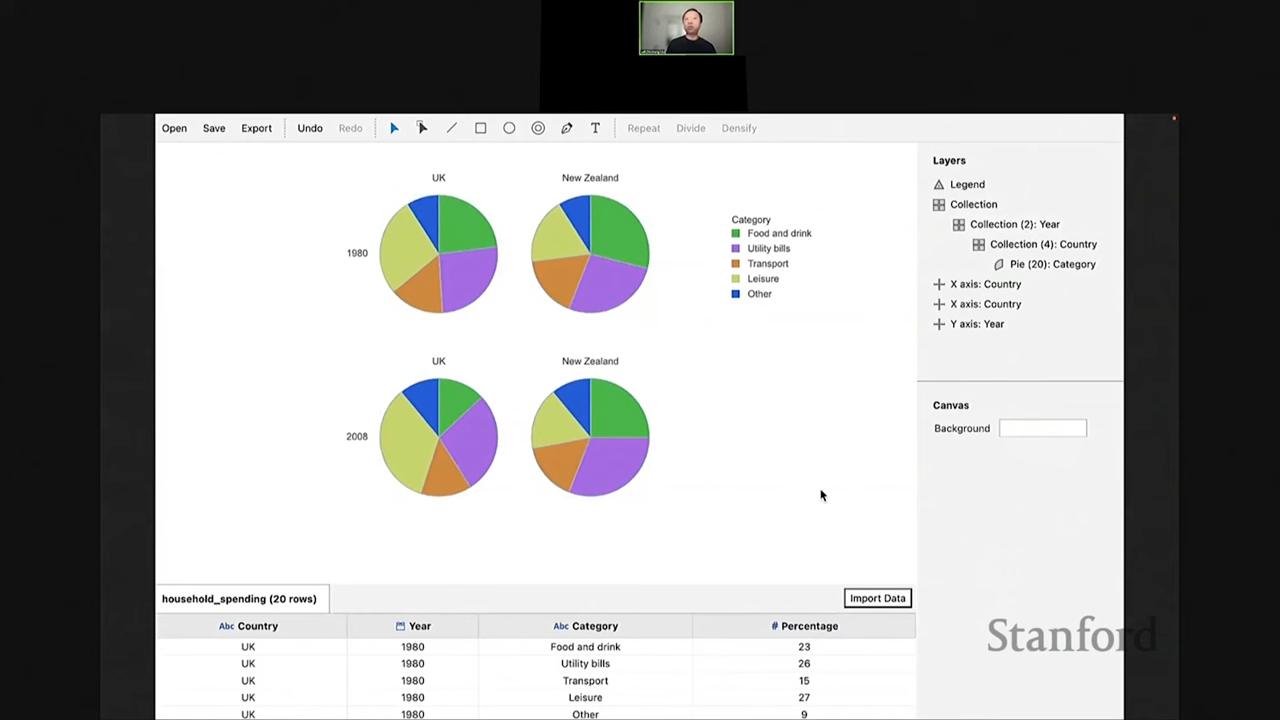 Open Save Export Undo Redo T Repeat Divide Densify
UK New Zealand
1980
Category
Food and drink
Utility bills
Transport
Leisure
Other
UK New Zealand
2008
Layers
Legend
Collection
Collection (2): Year
Collection (4): Country
Pie (20): Category
X axis: Country
X axis: Country
Y axis: Year
Canvas
Background
household_spending (20 rows) Import Data
Abc Country Year Abc Category # Percentage
UK 1980 Food and drink 23
UK 1980 Utility bills 26
UK 1980 Transport 15
UK 1980 Leisure 27
UK 1980 Other 9
Stanford